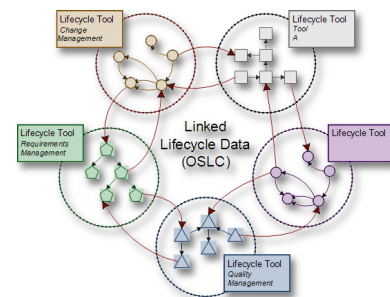 Lifecycle Tool
Change
Management
Lifecycle Tool
Tool
A
Linked
Lifecycle Data
(OSLC)
Lifecycle Tool
Requirements
Management
Lifecycle Tool
Lifecycle Tool
Quality
Management